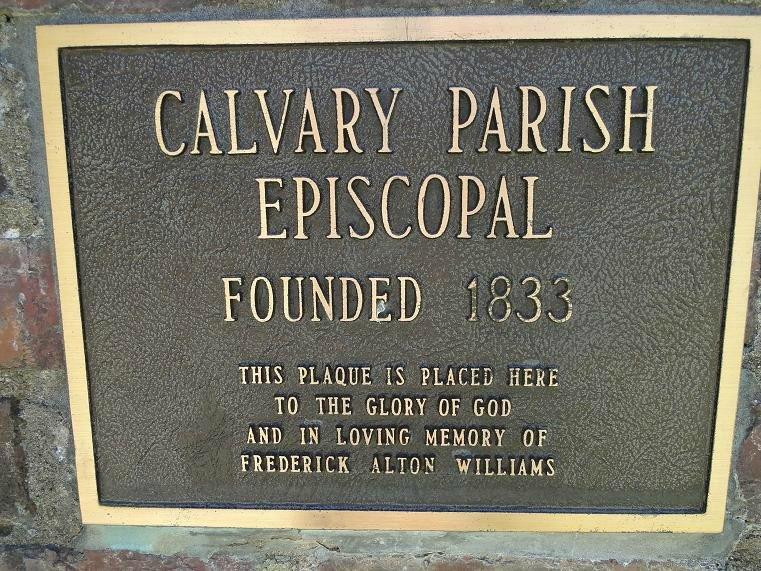 CALVARY PARISH
EPISCOPAL
FOUNDED 1833
THIS PLAQUE IS PLACED HERE
TO THE GLORY OF GOD
AND IN LOVING MEMORY OF
FREDERICK ALTON WILLIAMS